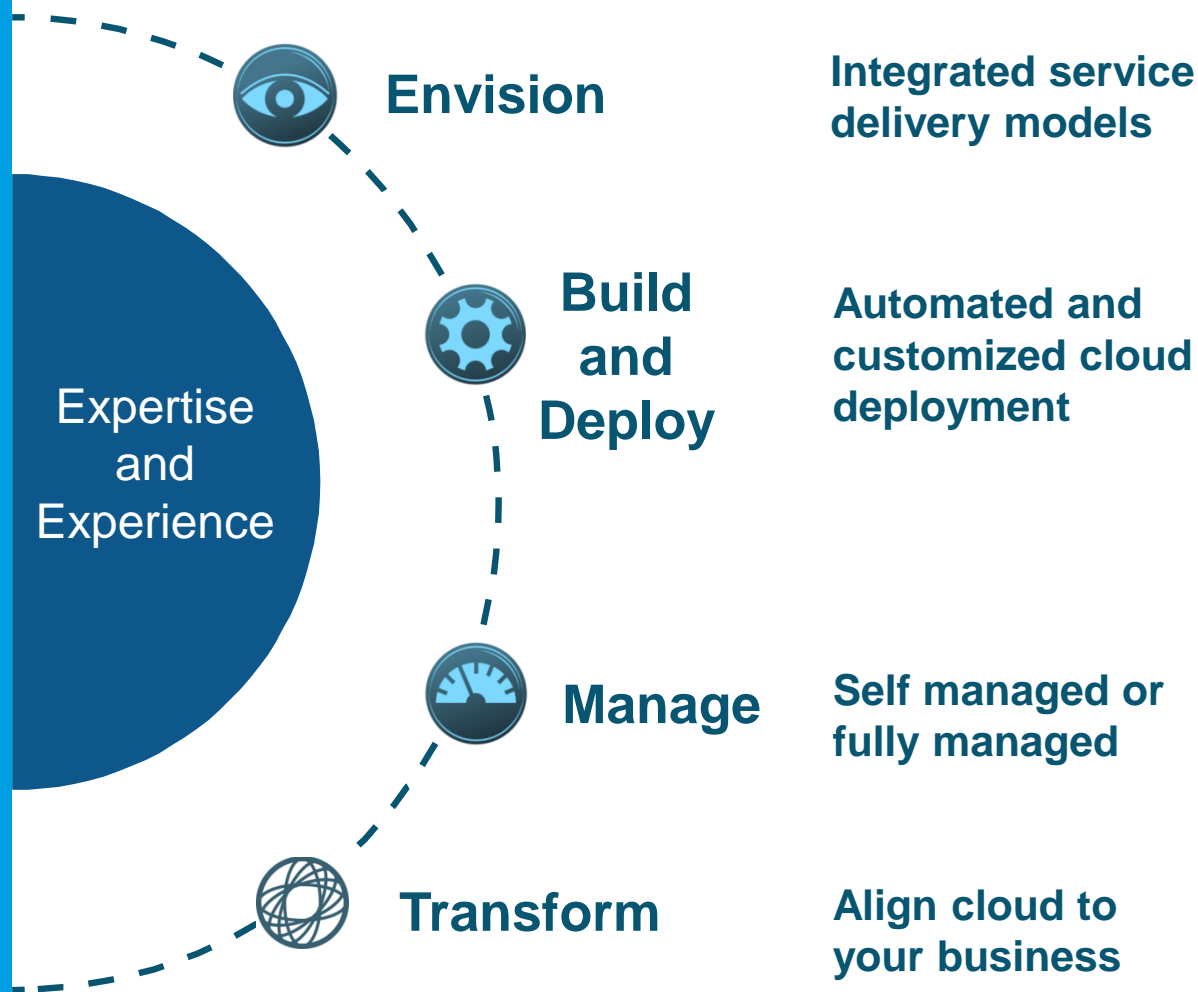 Envision
Integrated service
delivery models
Build
and
Deploy
Automated and
customized cloud
deployment
Expertise
and
Experience
Manage
Self managed or
fully managed
Transform
Align cloud to
your business